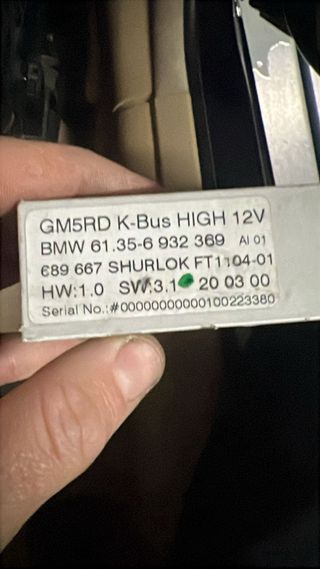 GM5RD K-Bus HIGH 12V
BMW 61.35-6 932 369 AI 01
689 667 SHURLOK FT1104-01
HW:1.0 SW:3.1 20 03 00
Serial No.:#00000000000100223380